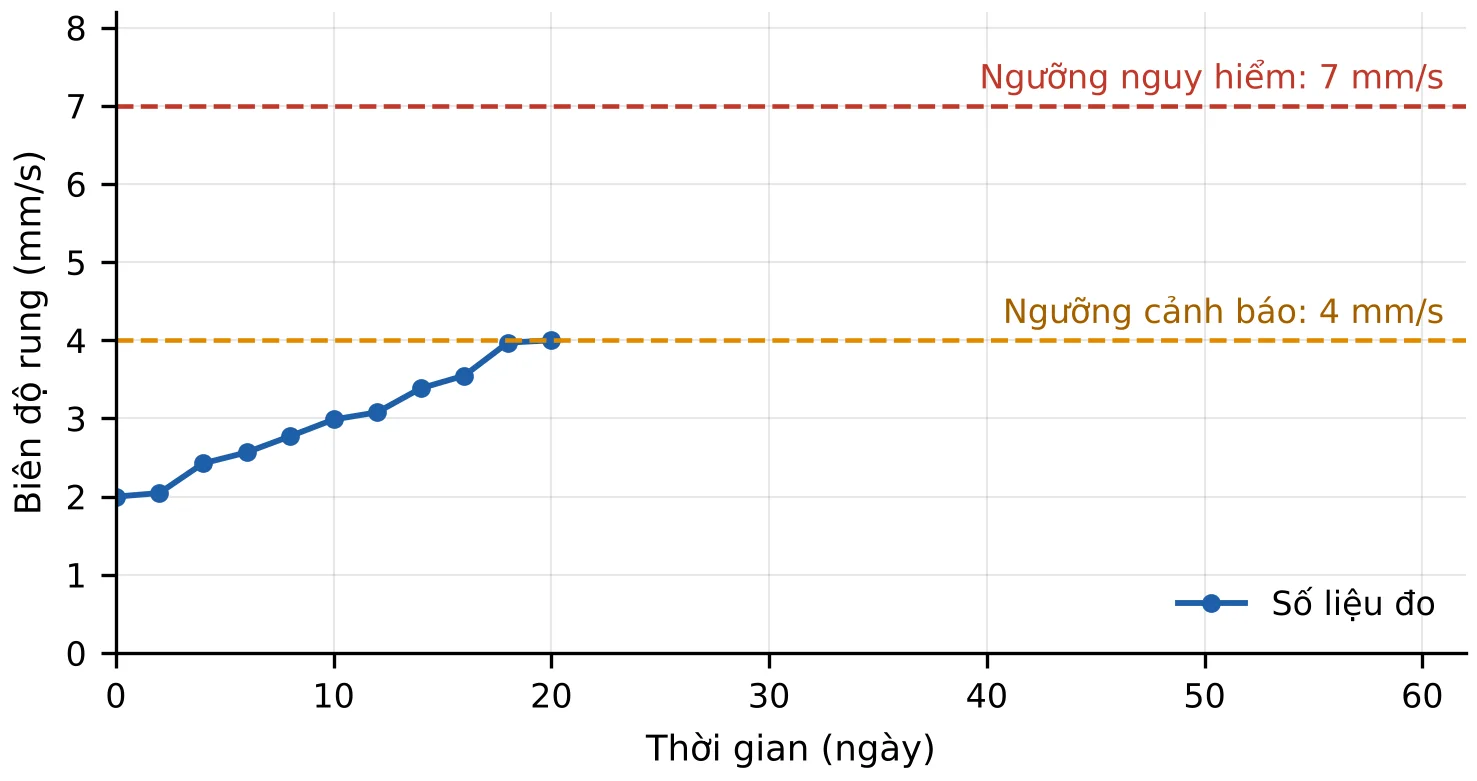 8
Ngưỡng nguy hiểm: 7 mm/s
7
6
5
Ngưỡng cảnh báo: 4 mm/s
4
3
2
1
Số liệu đo
0
Biên độ rung (mm/s)
0 10 20 30 40 50 60
Thời gian (ngày)